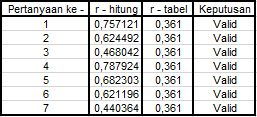 Pertanyaan ke - r - hitung r - tabel Keputusan
1 0,757121 0,361 Valid
2 0,624492 0,361 Valid
3 0,468042 0,361 Valid
4 0,787924 0,361 Valid
5 0,682303 0,361 Valid
6 0,621196 0,361 Valid
7 0,440364 0,361 Valid